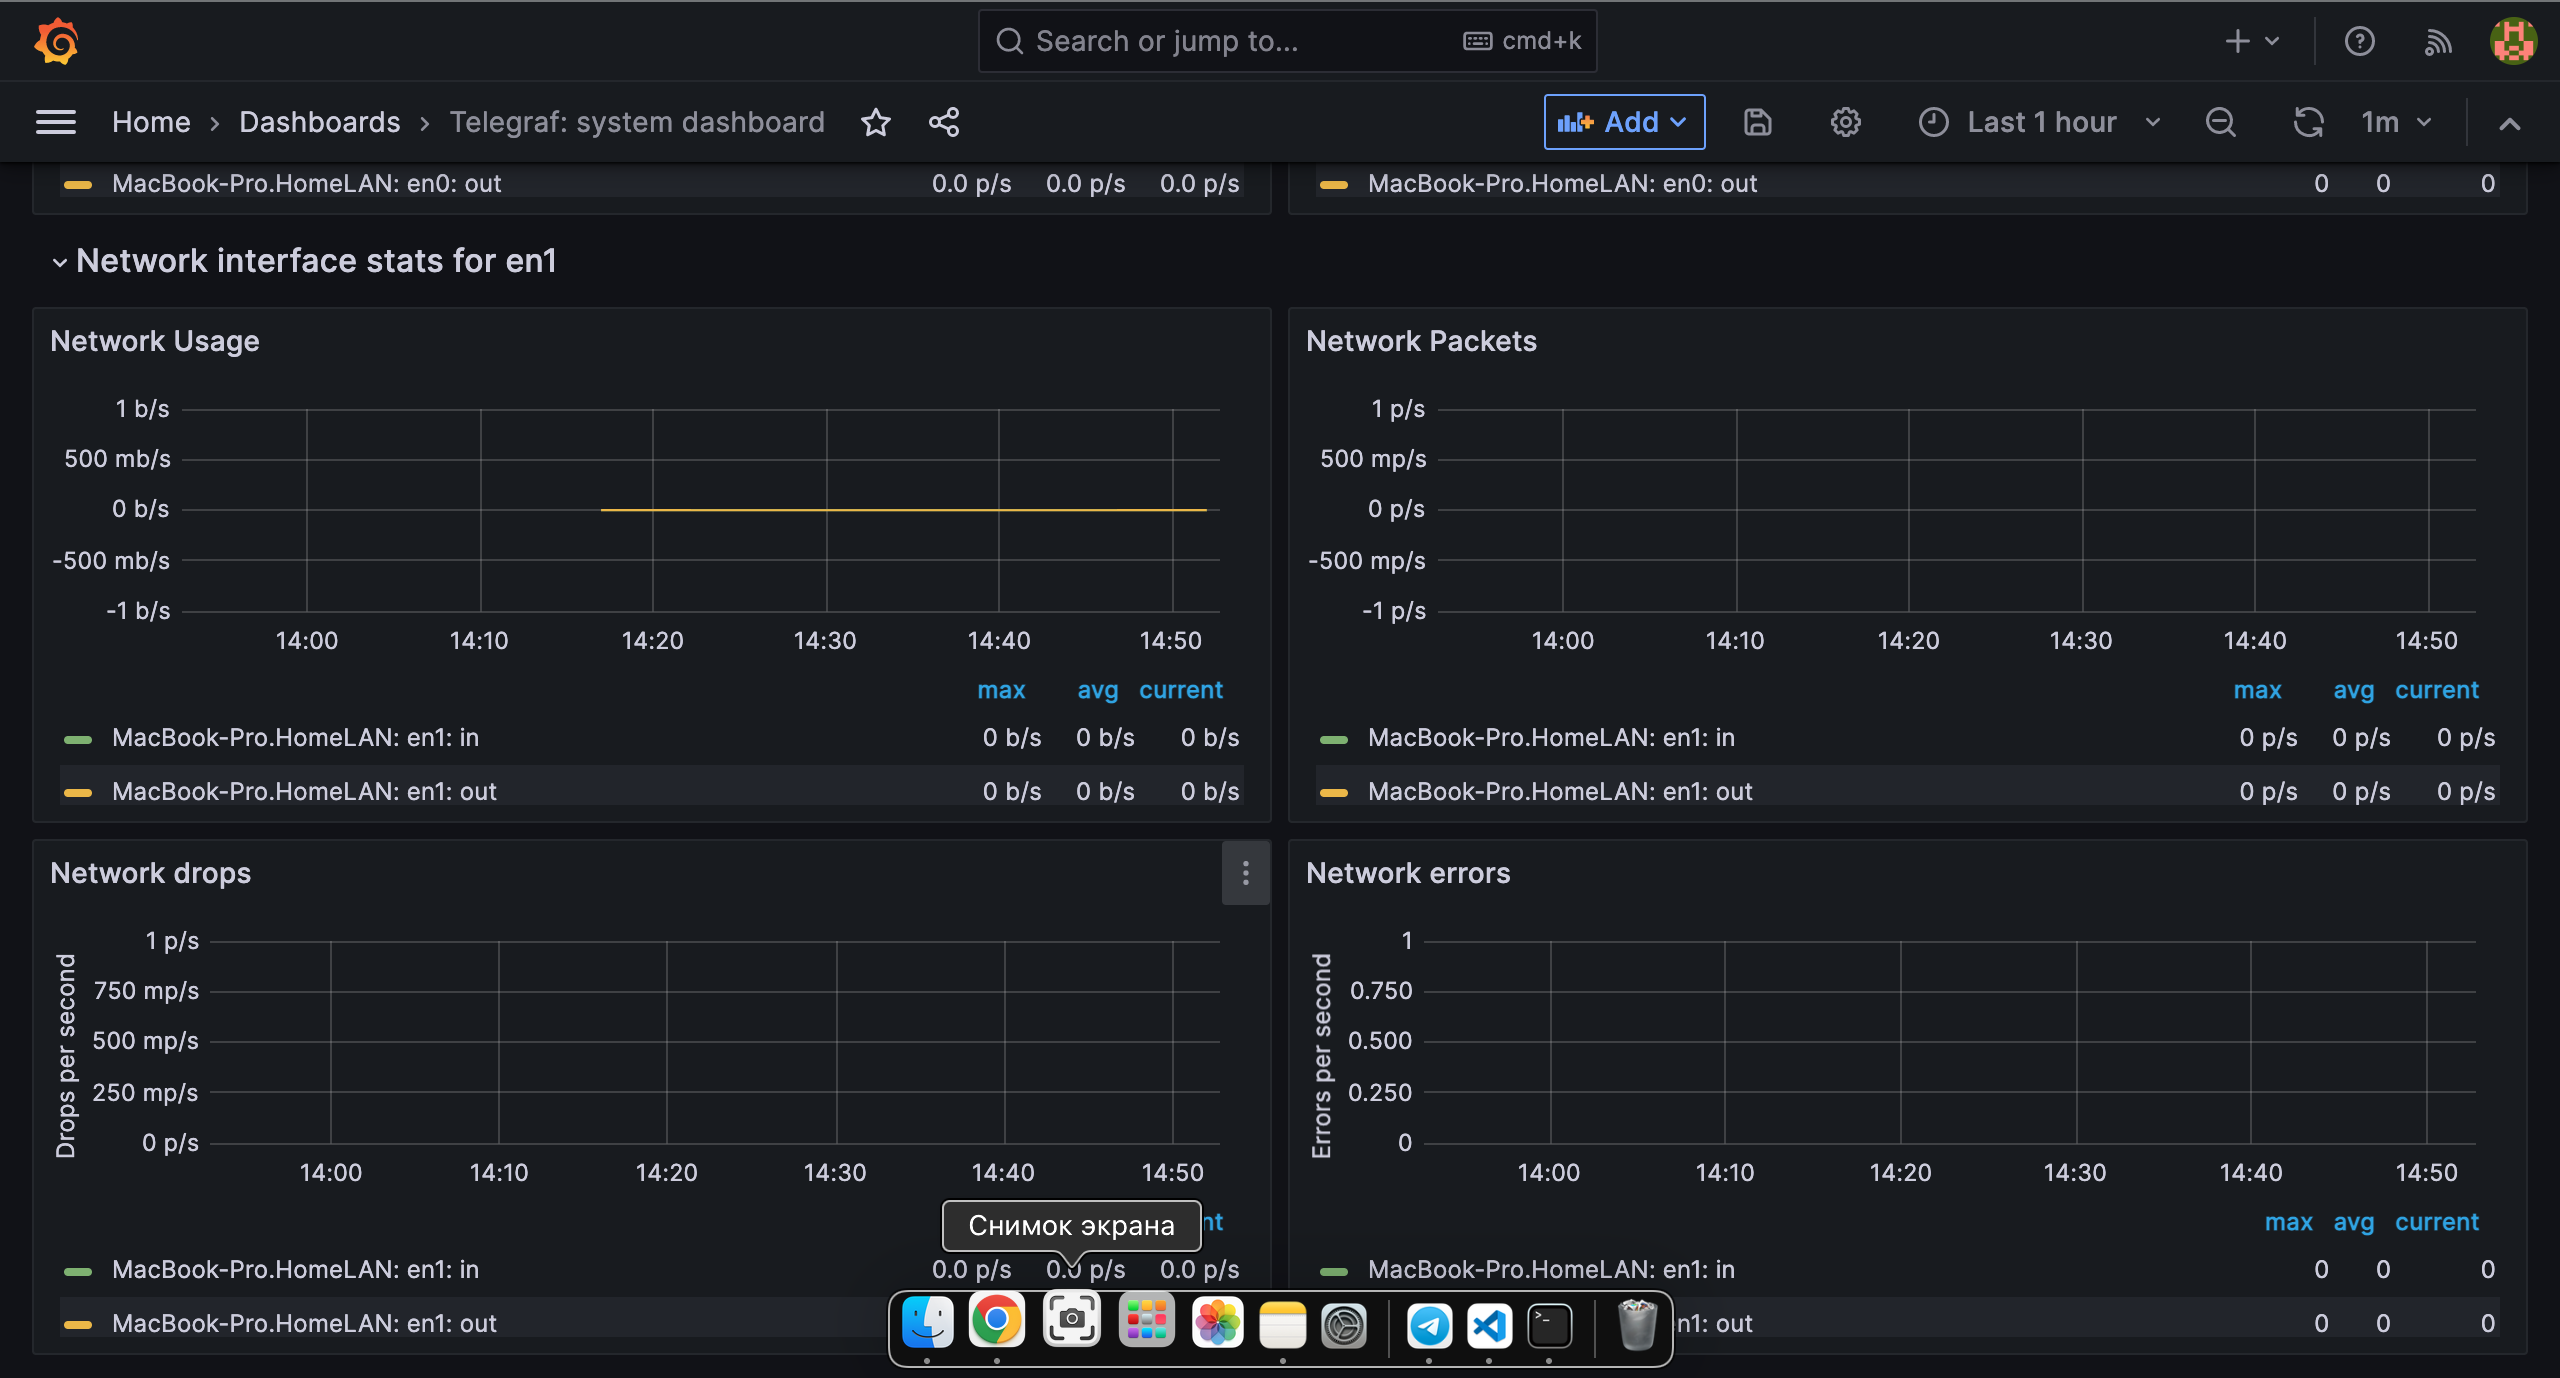 Search or jump to... cmd+k
Home › Dashboards › Telegraf: system dashboard Add Last 1 hour 1m
MacBook-Pro.HomeLAN: en0: out 0.0 p/s 0.0 p/s 0.0 p/s
MacBook-Pro.HomeLAN: en0: out 0 0 0
Network interface stats for en1
Network Usage
1 b/s
500 mb/s
0 b/s
-500 mb/s
-1 b/s
14:00 14:10 14:20 14:30 14:40 14:50
max avg current
MacBook-Pro.HomeLAN: en1: in 0 b/s 0 b/s 0 b/s
MacBook-Pro.HomeLAN: en1: out 0 b/s 0 b/s 0 b/s
Network Packets
1 p/s
500 mp/s
0 p/s
-500 mp/s
-1 p/s
14:00 14:10 14:20 14:30 14:40 14:50
max avg current
MacBook-Pro.HomeLAN: en1: in 0 p/s 0 p/s 0 p/s
MacBook-Pro.HomeLAN: en1: out 0 p/s 0 p/s 0 p/s
Network drops
Drops per second
1 p/s
750 mp/s
500 mp/s
250 mp/s
0 p/s
14:00 14:10 14:20 14:30 14:40 14:50
Снимок экрана nt
MacBook-Pro.HomeLAN: en1: in 0.0 p/s 0.0 p/s 0.0 p/s
MacBook-Pro.HomeLAN: en1: out
Network errors
Errors per second
1
0.750
0.500
0.250
0
14:00 14:10 14:20 14:30 14:40 14:50
max avg current
MacBook-Pro.HomeLAN: en1: in 0 0 0
n1: out 0 0 0